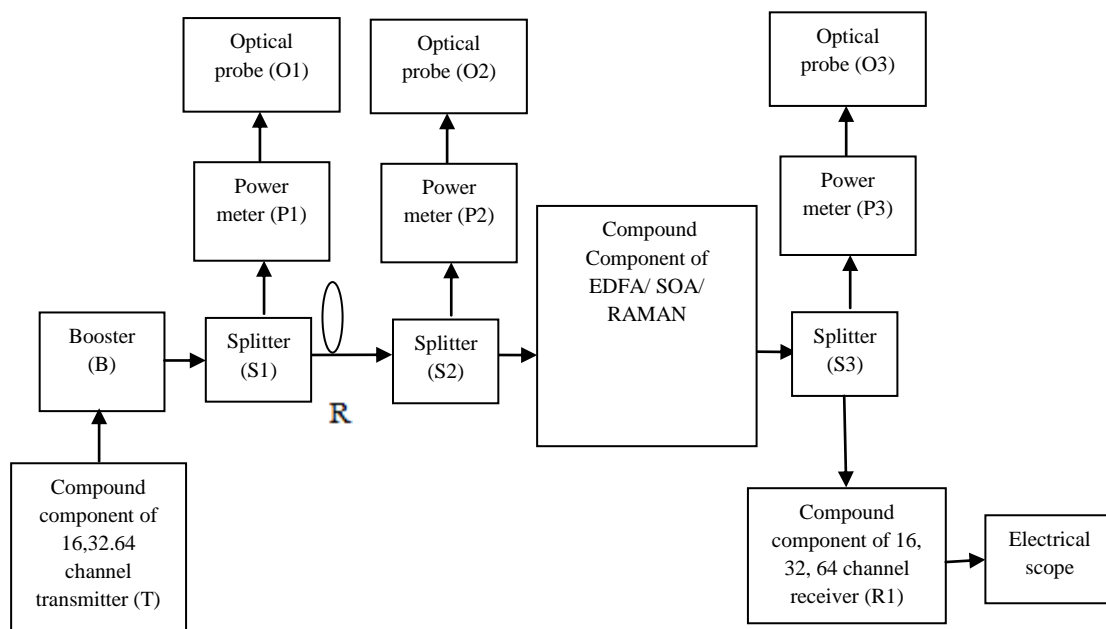 Optical
probe (O1)
Optical
probe (O2)
Optical
probe (O3)
Power
meter (P1)
Power
meter (P2)
Power
meter (P3)
Compound
Component of
EDFA/ SOA/
RAMAN
Booster
(B)
Splitter
(S1)
R
Splitter
(S2)
Splitter
(S3)
Compound
component of
16,32.64
channel
transmitter (T)
Compound
component of 16,
32, 64 channel
receiver (R1)
Electrical
scope